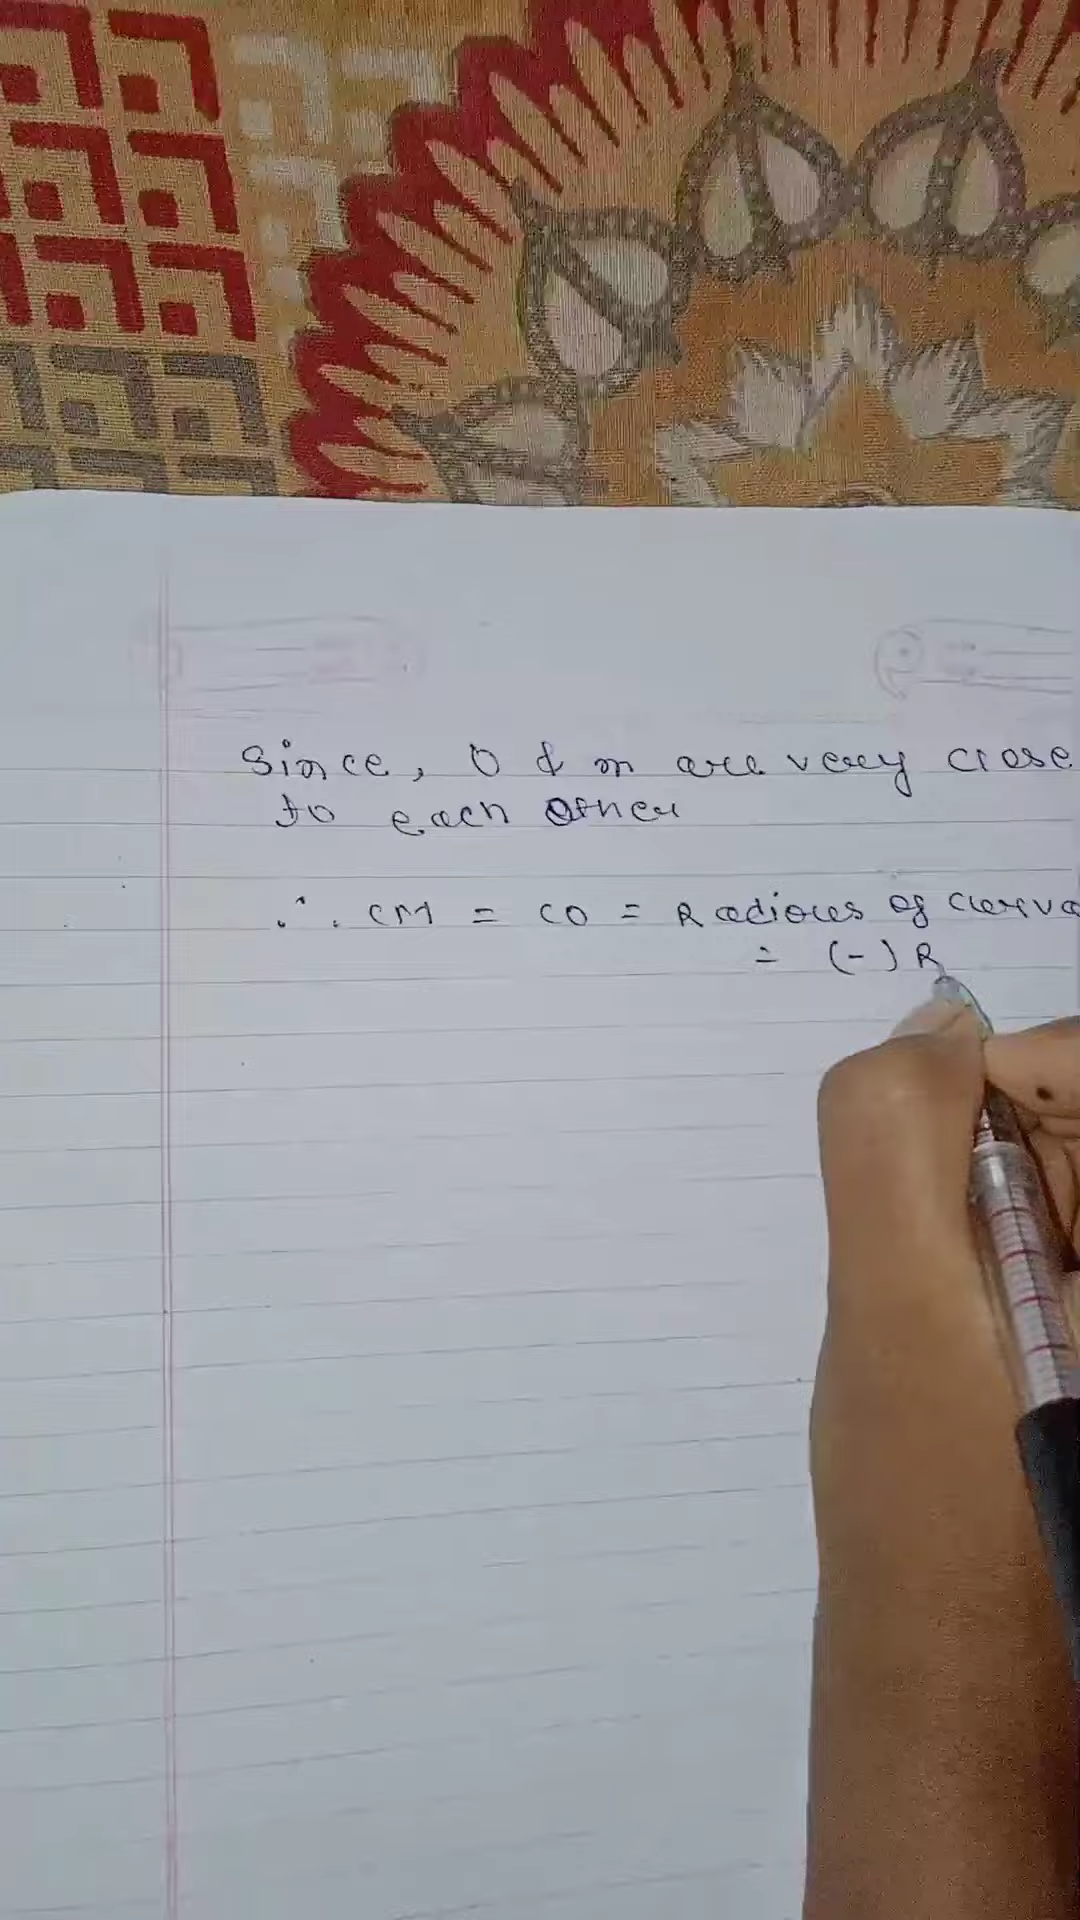 Since, O & m are very close
to each other
∴ CM = CO = Radious of curva
= (-) R